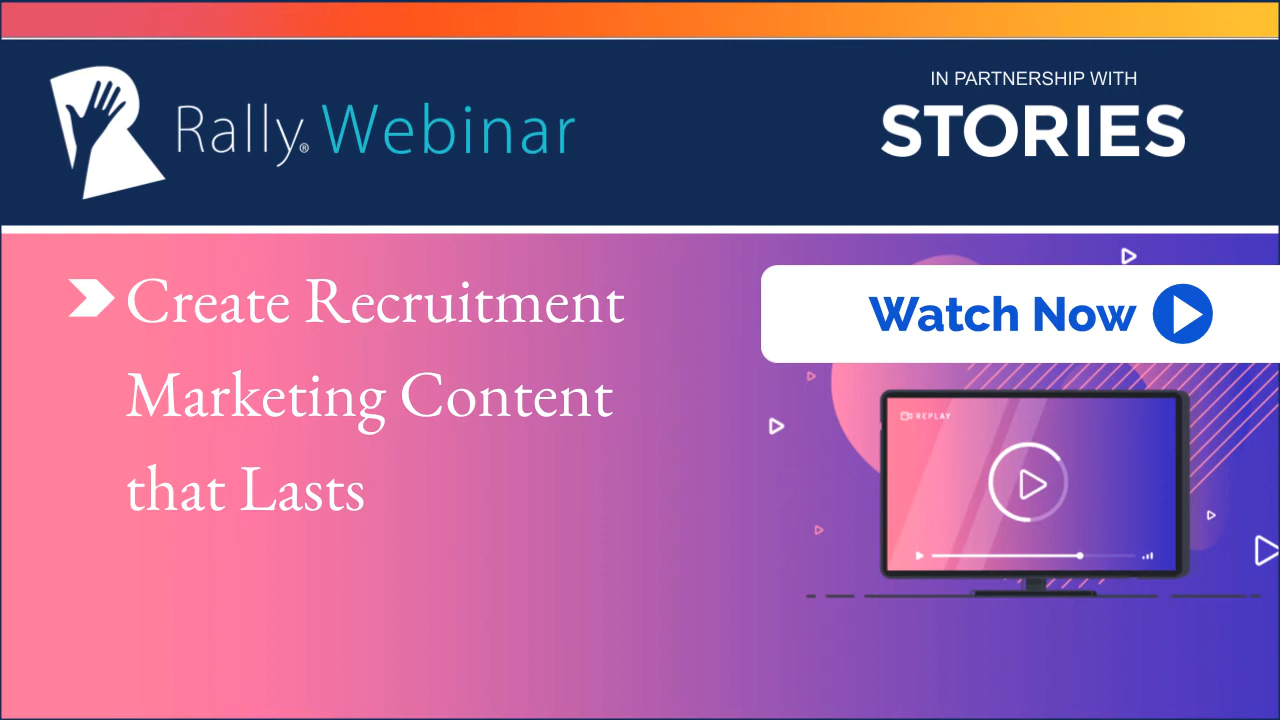 Rally® Webinar
IN PARTNERSHIP WITH
STORIES
Create Recruitment
Marketing Content
that Lasts
Watch Now
REPLAY